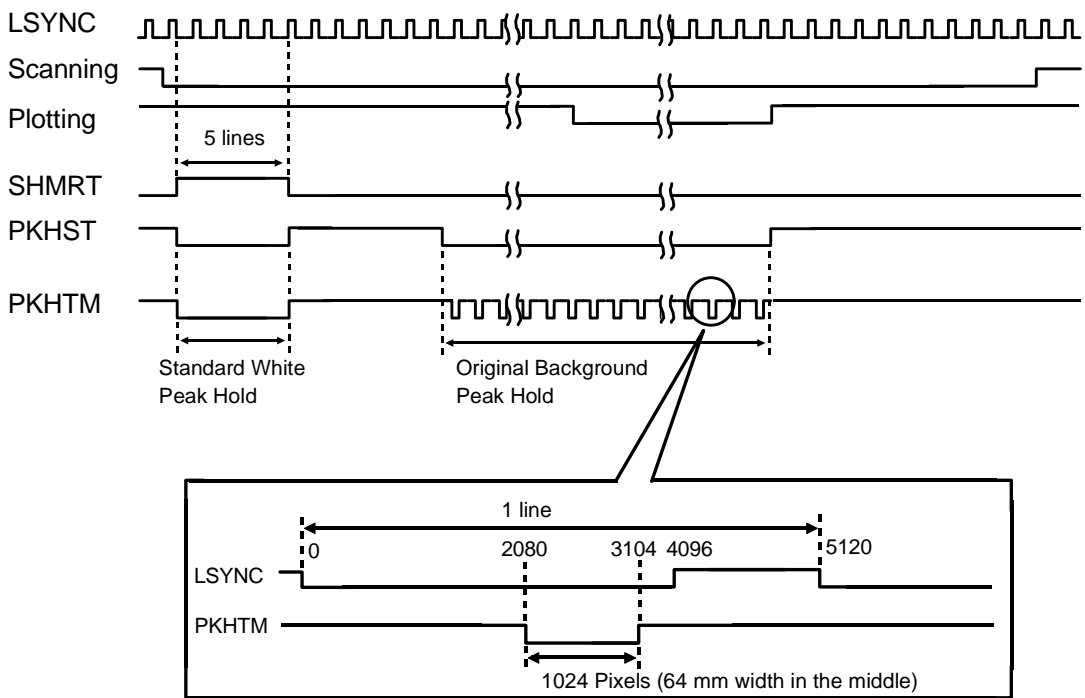 LSYNC
Scanning
Plotting
5 lines
SHMRT
PKHST
PKHTM
Standard White
Peak Hold
Original Background
Peak Hold
1 line
0
2080
3104
4096
5120
LSYNC
PKHTM
1024 Pixels (64 mm width in the middle)